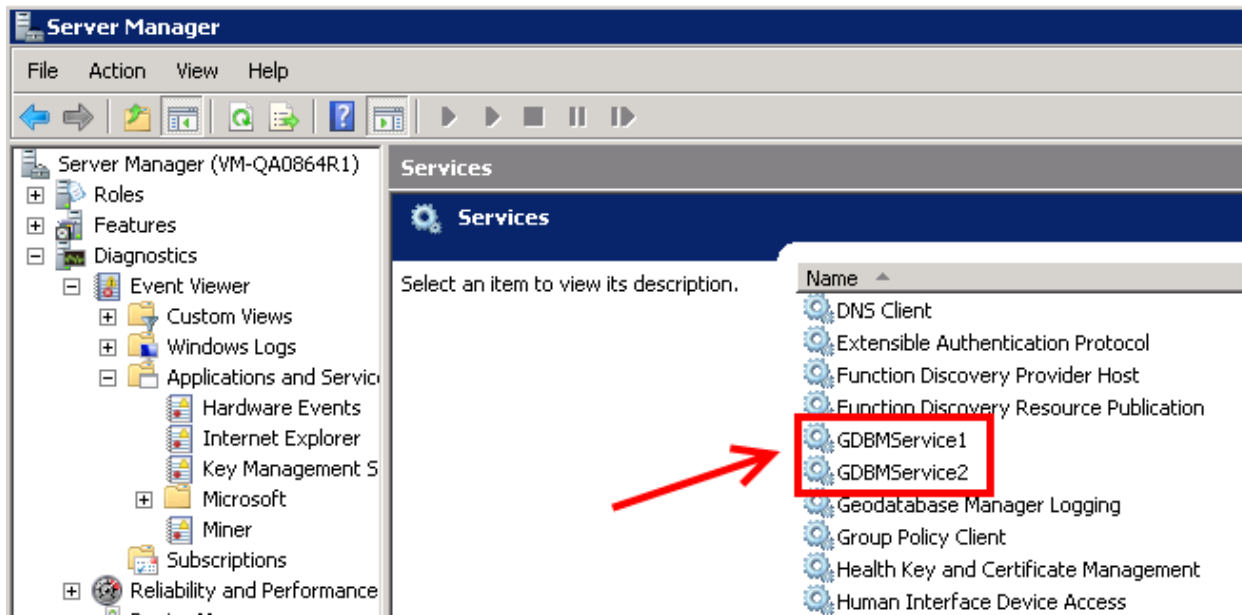 Server Manager
File Action View Help
Server Manager (VM-QA0864R1)
Roles
Features
Diagnostics
Event Viewer
Custom Views
Windows Logs
Applications and Servic
Hardware Events
Internet Explorer
Key Management S
Microsoft
Miner
Subscriptions
Reliability and Performance
Services
Services
Select an item to view its description.
Name
DNS Client
Extensible Authentication Protocol
Function Discovery Provider Host
Function Discovery Resource Publication
GDBMService1
GDBMService2
Geodatabase Manager Logging
Group Policy Client
Health Key and Certificate Management
Human Interface Device Access